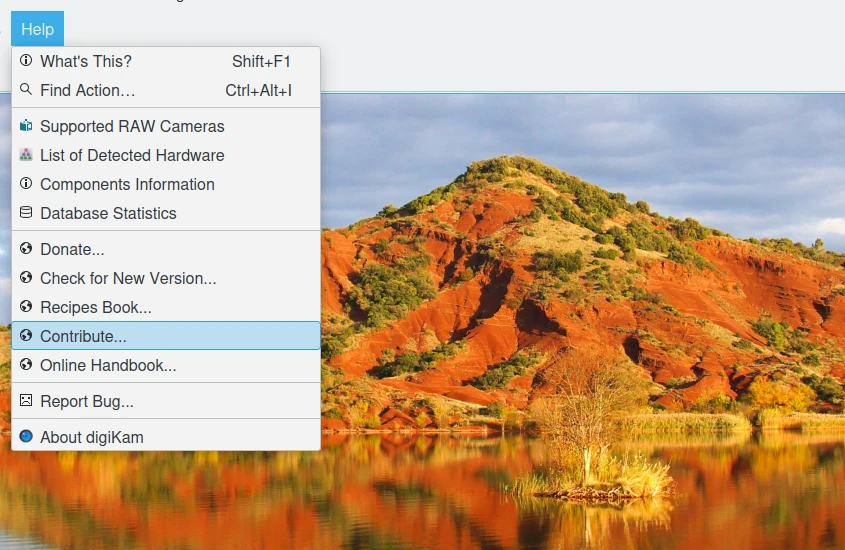 Help
What's This? Shift+F1
Find Action… Ctrl+Alt+I
Supported RAW Cameras
List of Detected Hardware
Components Information
Database Statistics
Donate...
Check for New Version...
Recipes Book...
Contribute...
Online Handbook...
Report Bug...
About digiKam